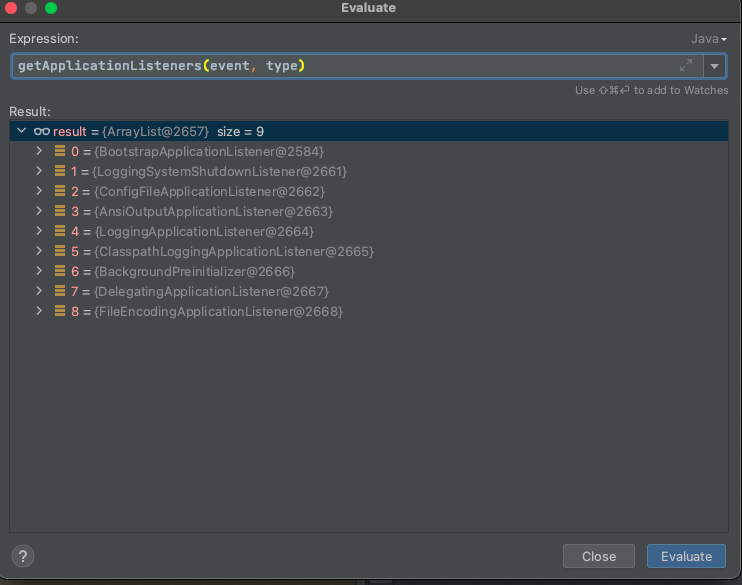 Evaluate
Expression:
Java
getApplicationListeners(event, type)
Use ⇧⌘⏎ to add to Watches
Result:
result = {ArrayList@2657} size = 9
0 = {BootstrapApplicationListener@2584}
1 = {LoggingSystemShutdownListener@2661}
2 = {ConfigFileApplicationListener@2662}
3 = {AnsiOutputApplicationListener@2663}
4 = {LoggingApplicationListener@2664}
5 = {ClasspathLoggingApplicationListener@2665}
6 = {BackgroundPreinitializer@2666}
7 = {DelegatingApplicationListener@2667}
8 = {FileEncodingApplicationListener@2668}
?
Close
Evaluate